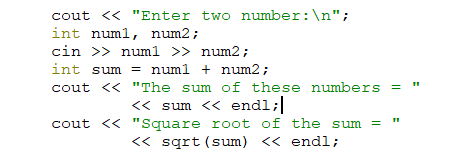 cout << "Enter two number:\n";
int num1, num2;
cin >> num1 >> num2;
int sum = num1 + num2;
cout << "The sum of these numbers = "
<< sum << endl;
cout << "Square root of the sum = "
<< sqrt(sum) << endl;